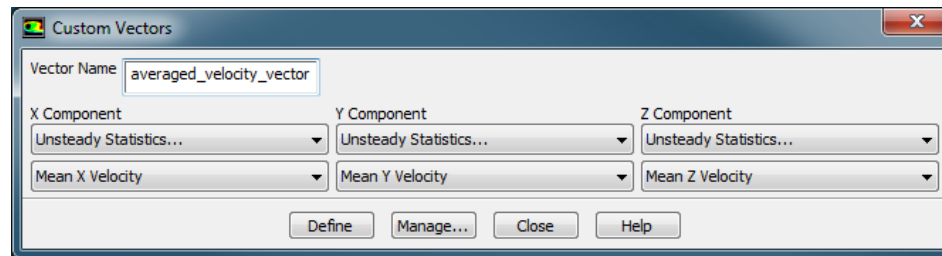 Custom Vectors
Vector Name averaged_velocity_vector
X Component Y Component Z Component
Unsteady Statistics... Unsteady Statistics... Unsteady Statistics...
Mean X Velocity Mean Y Velocity Mean Z Velocity
Define Manage... Close Help